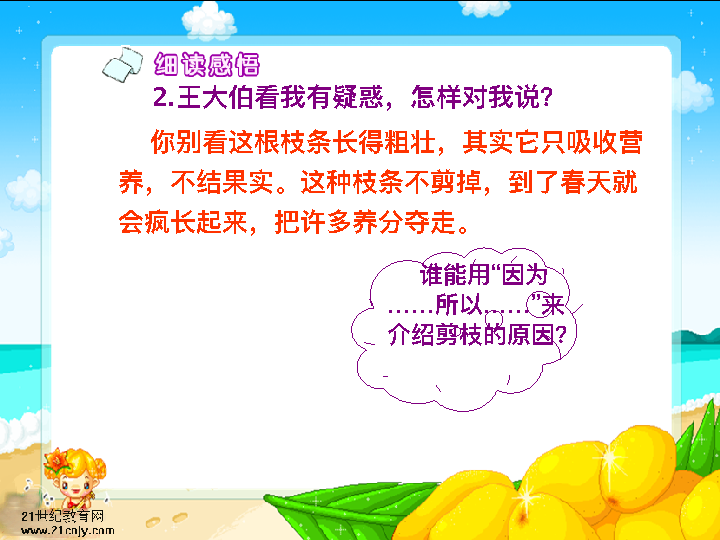 细读感悟
2.王大伯看我有疑惑，怎样对我说？
你别看这根枝条长得粗壮，其实它只吸收营
养，不结果实。这种枝条不剪掉，到了春天就
会疯长起来，把许多养分夺走。
谁能用“因为
……所以……”来
介绍剪枝的原因？
21世纪教育网
www.21cnjy.com